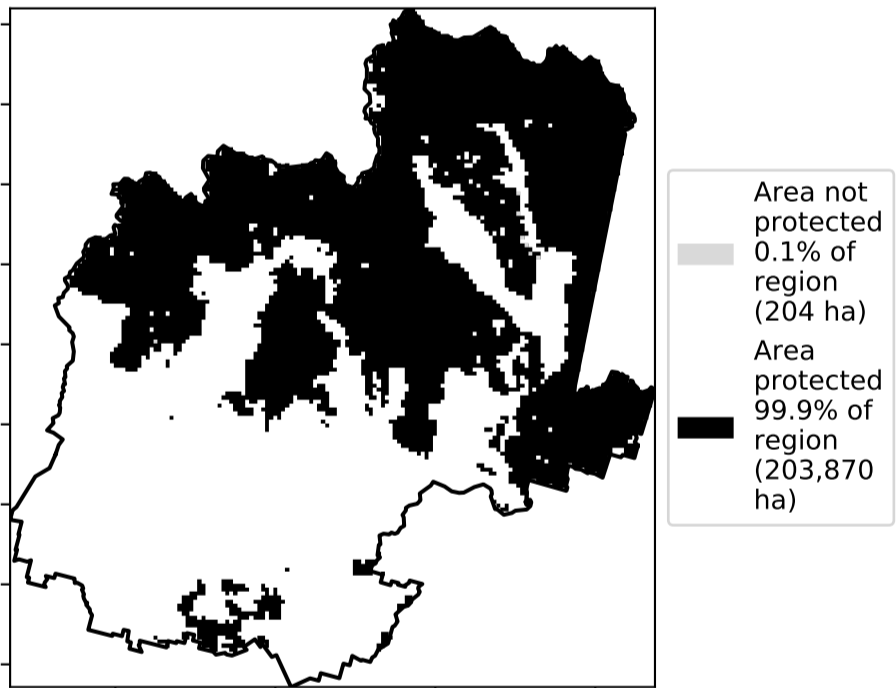 Area not
protected
0.1% of
region
(204 ha)
Area
protected
99.9% of
region
(203,870
ha)